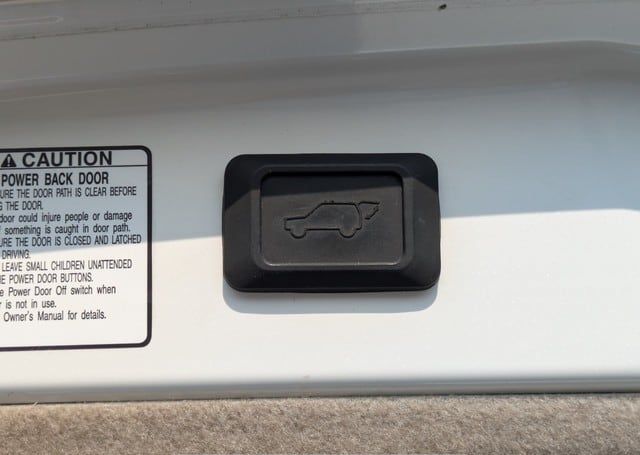 CAUTION
POWER BACK DOOR
URE THE DOOR PATH IS CLEAR BEFORE
G THE DOOR.
door could injure people or damage
f something is caught in door path.
URE THE DOOR IS CLOSED AND LATCHED
DRIVING.
LEAVE SMALL CHILDREN UNATTENDED
E POWER DOOR BUTTONS.
e Power Door Off switch when
r is not in use.
Owner's Manual for details.